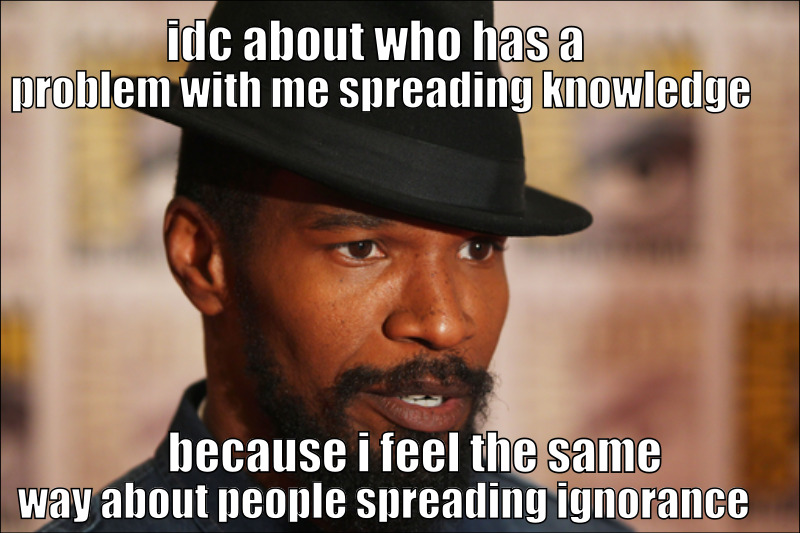 idc about who has a
problem with me spreading knowledge
because i feel the same
way about people spreading ignorance